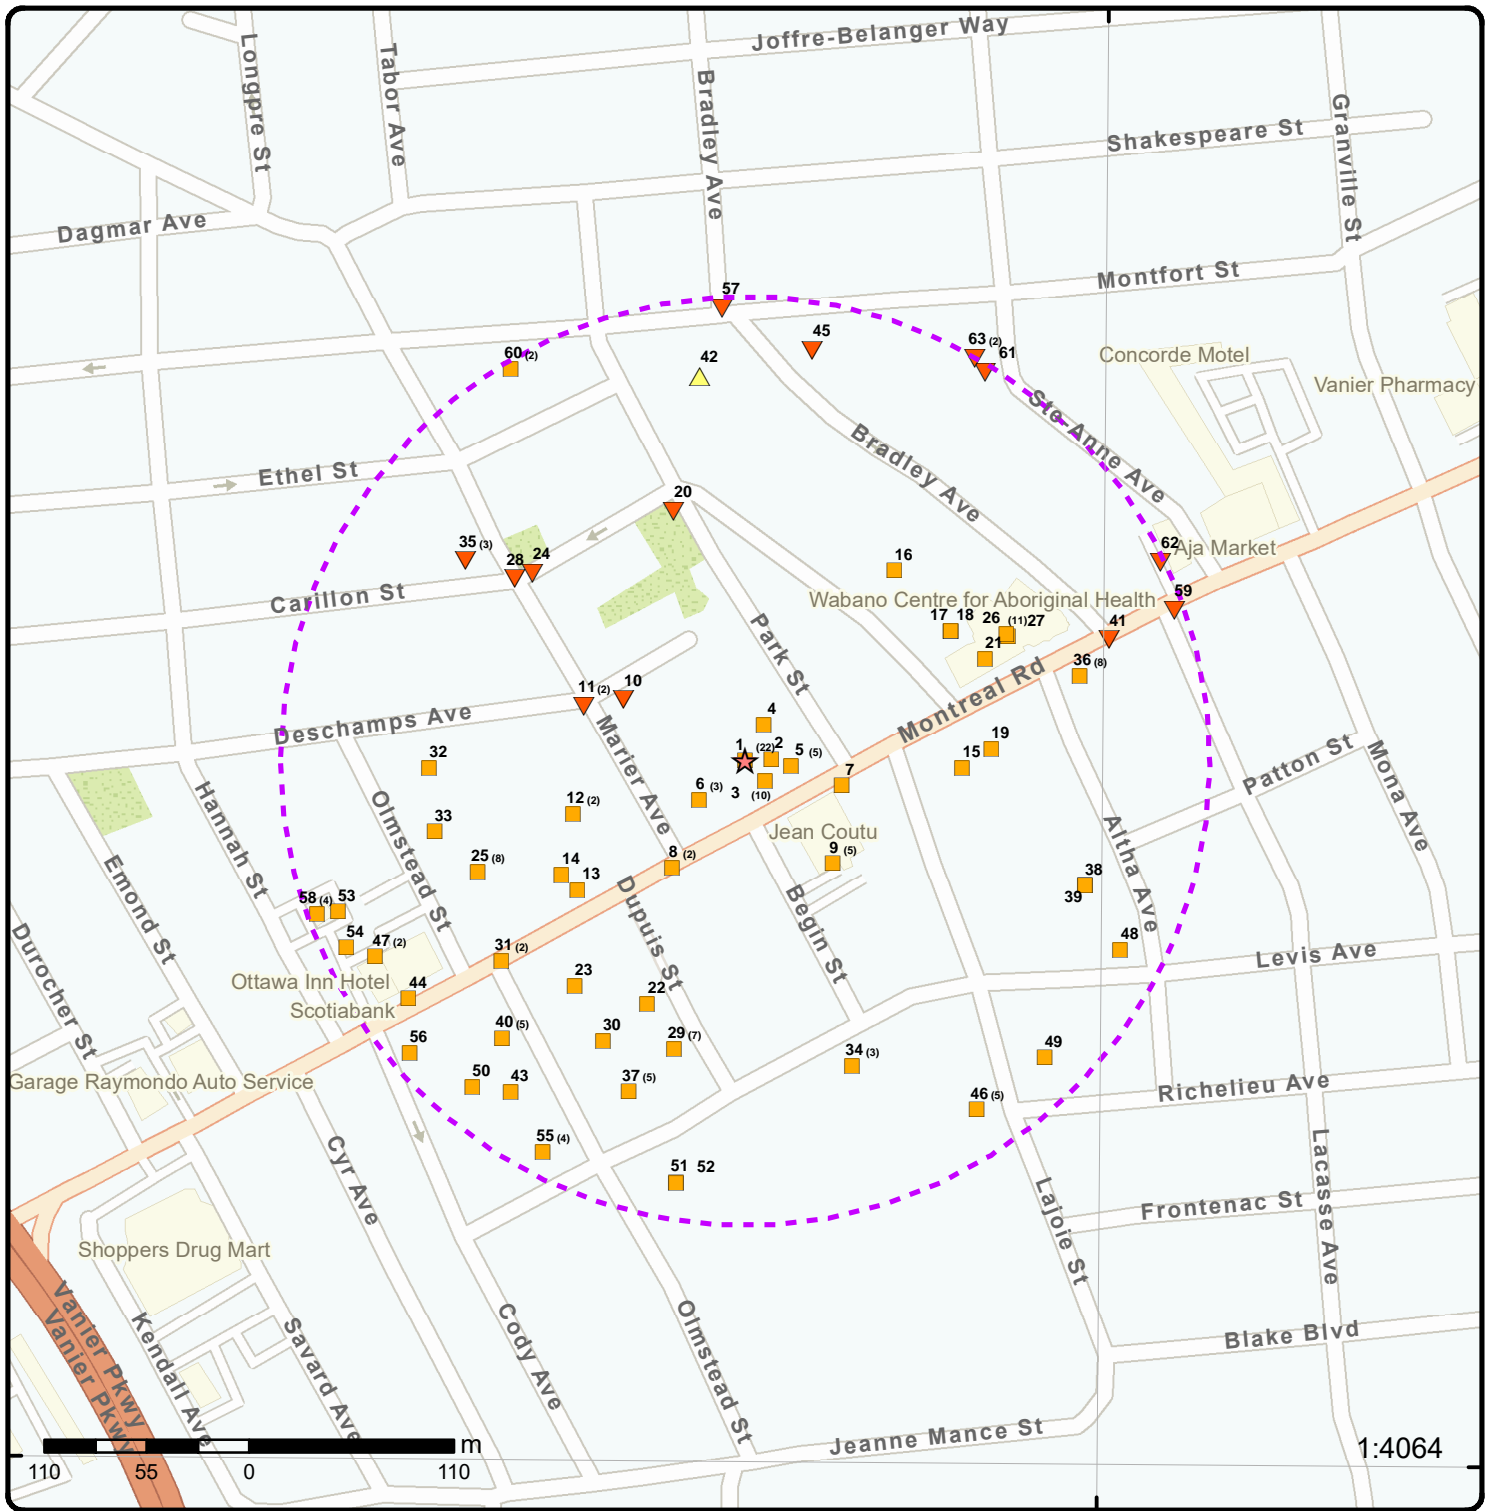 Joffre-Belanger Way
Longpre St
Tabor Ave
Bradley Ave
Granville St
Shakespeare St
Dagmar Ave
Montfort St
57
45
63 (2)
61
60 (2)
42
Concorde Motel
Vanier Pharmacy
Ste-Anne Ave
Bradley Ave
Ethel St
20
35 (3)
28
24
62
Aja Market
16
Carillon St
Wabano Centre for Aboriginal Health
59
17
18
26
(11)
27
41
21
36 (8)
Park St
11 (2)
10
Montreal Rd
Deschamps Ave
Marier Ave
4
1
(22)
2
5 (5)
19
15
32
7
Patton St
Mona Ave
6 (3)
3
(10)
12 (2)
Hannah St
Olmstead St
33
Jean Coutu
Altha Ave
25 (8)
14
13
8 (2)
9 (5)
Emond St
Dupuis St
Begin St
38
39
58 (4)
53
54
47 (2)
31 (2)
48
Durocher St
Levis Ave
Ottawa Inn Hotel
44
Scotiabank
23
22
56
40 (5)
30
29 (7)
34 (3)
49
Garage Raymondo Auto Service
50
43
37 (5)
46 (5)
Richelieu Ave
55 (4)
51
52
Cyr Ave
Lajoie St
Lacasse Ave
Frontenac St
Shoppers Drug Mart
Vanier Pkwy
Vanier Pkwy
Kendall Ave
Savard Ave
Cody Ave
Olmstead St
Blake Blvd
Jeanne Mance St
m
1:4064
110
55
0
110